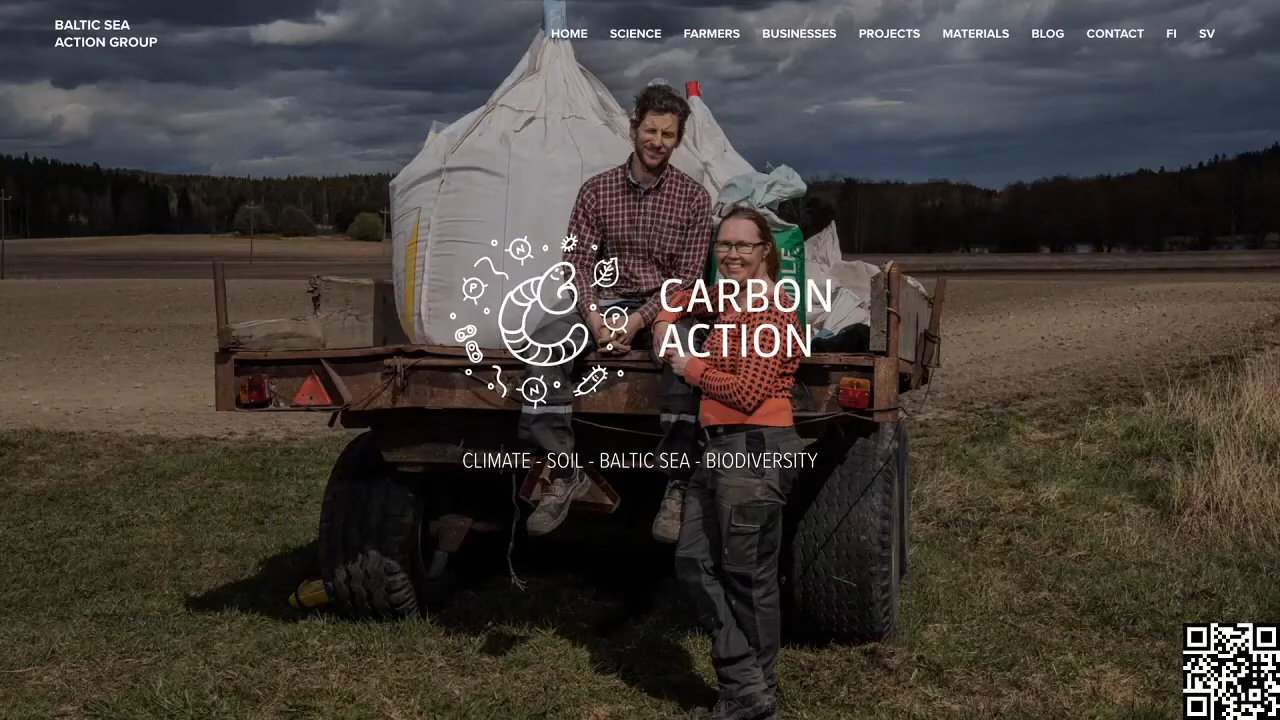 BALTIC SEA
ACTION GROUP
HOME SCIENCE FARMERS BUSINESSES PROJECTS MATERIALS BLOG CONTACT FI SV
N
P
P
N
CARBON
ACTION
CLIMATE - SOIL - BALTIC SEA - BIODIVERSITY